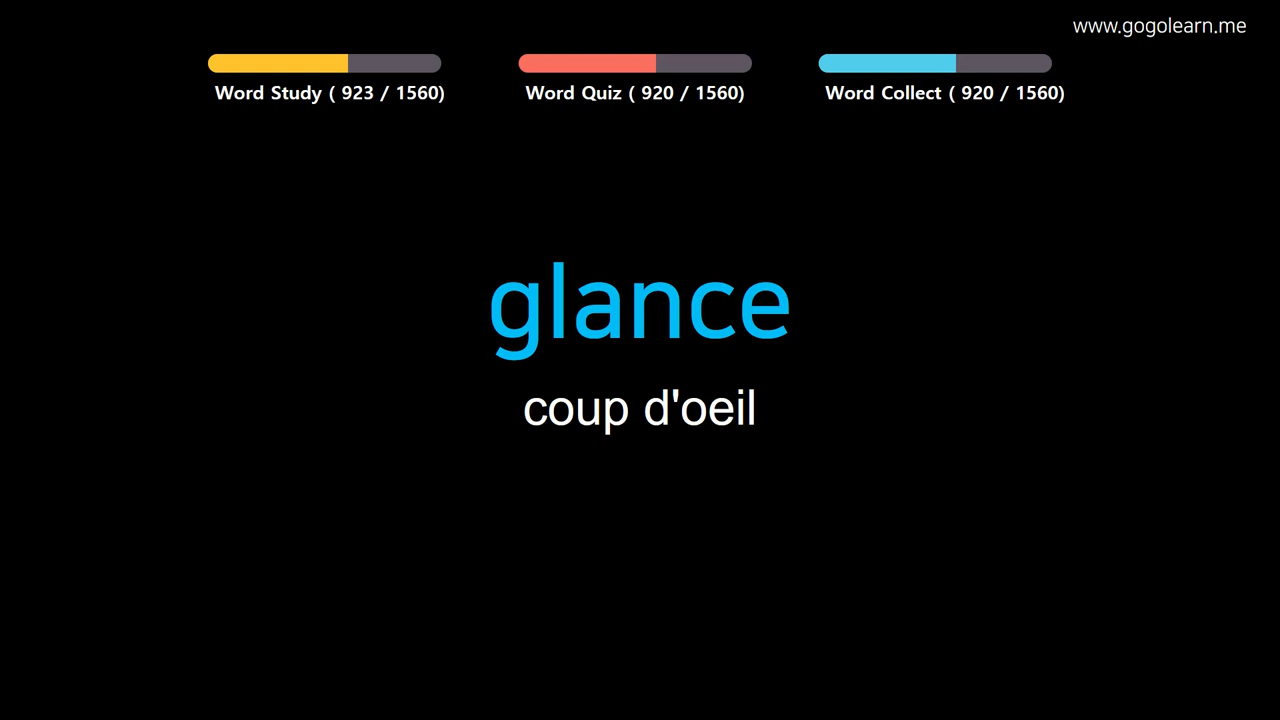 www.gogolearn.me
Word Study ( 923 / 1560)
Word Quiz ( 920 / 1560)
Word Collect ( 920 / 1560)
glance
coup d'oeil